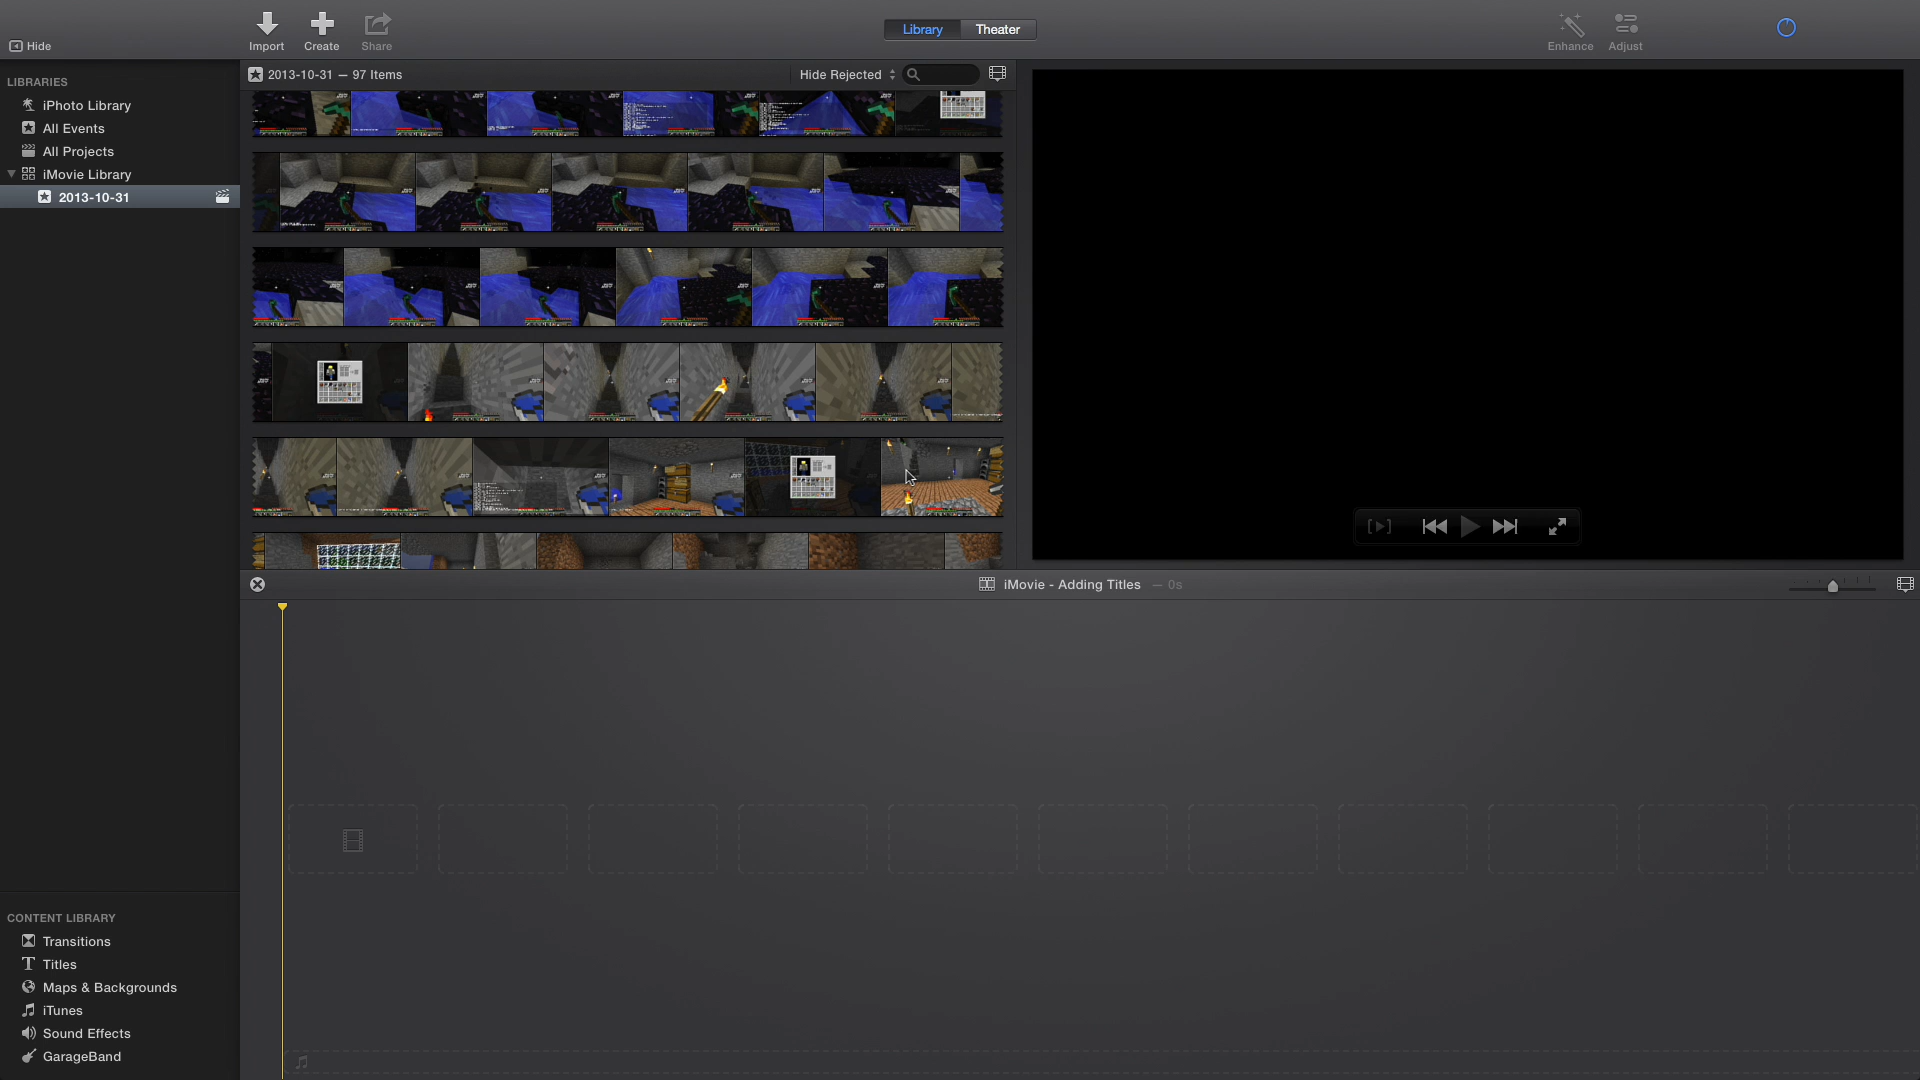 Hide
Import
Create
Share
Library
Theater
Enhance
Adjust
LIBRARIES
iPhoto Library
All Events
All Projects
iMovie Library
2013-10-31
2013-10-31 — 97 Items
Hide Rejected
iMovie - Adding Titles — 0s
CONTENT LIBRARY
Transitions
Titles
Maps & Backgrounds
iTunes
Sound Effects
GarageBand